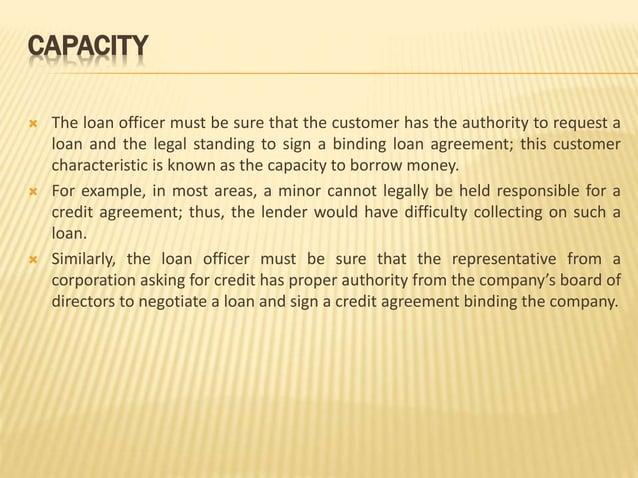 CAPACITY
The loan officer must be sure that the customer has the authority to request a
loan and the legal standing to sign a binding loan agreement; this customer
characteristic is known as the capacity to borrow money.
For example, in most areas, a minor cannot legally be held responsible for a
credit agreement; thus, the lender would have difficulty collecting on such a
loan.
Similarly, the loan officer must be sure that the representative from a
corporation asking for credit has proper authority from the company’s board of
directors to negotiate a loan and sign a credit agreement binding the company.